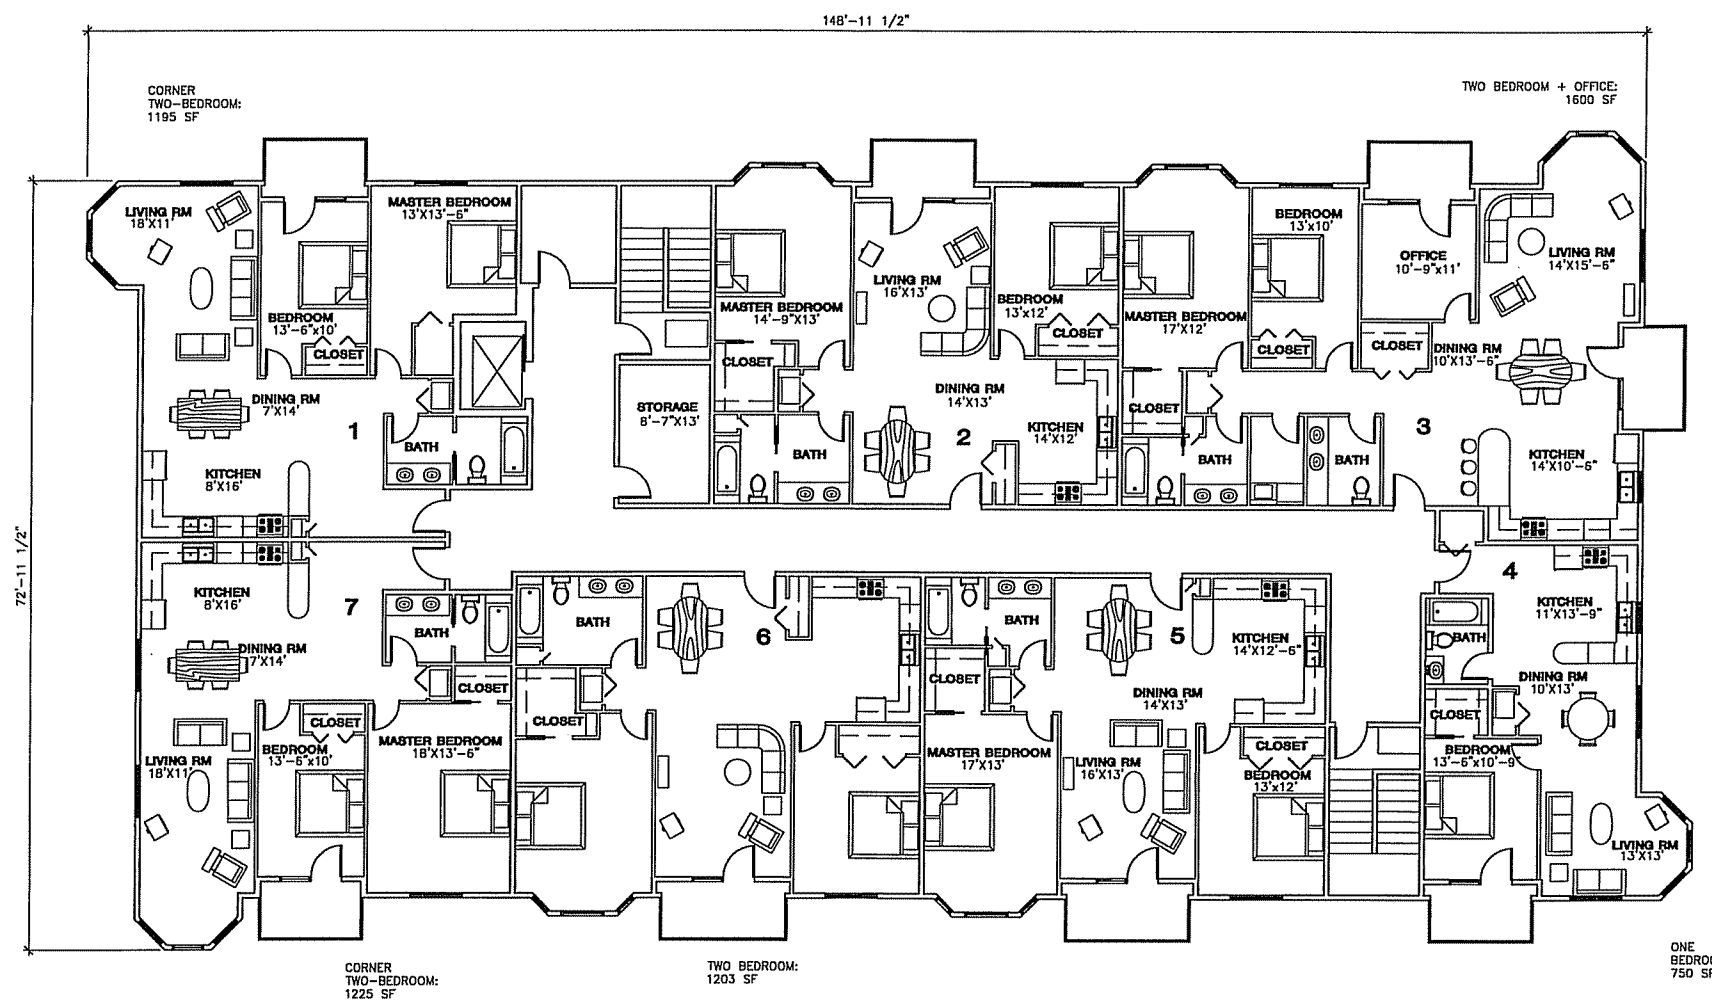 148'-11 1/2"
CORNER
TWO-BEDROOM:
1195 SF
TWO BEDROOM + OFFICE:
1600 SF
72'-11 1/2"
LIVING RM
18'X11'
BEDROOM
13'-6"x10'
CLOSET
MASTER BEDROOM
13'X13'-6"
DINING RM
7'X14'
1
BATH
KITCHEN
8'X16'
STORAGE
8'-7"X13'
MASTER BEDROOM
14'-9"X13'
CLOSET
BATH
LIVING RM
16'X13'
DINING RM
14'X13'
2
KITCHEN
14'X12'
BEDROOM
13'x12'
CLOSET
MASTER BEDROOM
17'X12'
CLOSET
BATH
BEDROOM
13'x10'
CLOSET
BATH
OFFICE
10'-9"x11'
CLOSET
LIVING RM
14'X15'-6"
DINING RM
10'X13'-6"
3
KITCHEN
14'X10'-6"
KITCHEN
8'X16'
7
DINING RM
7'X14'
BATH
CLOSET
CLOSET
LIVING RM
18'X11'
BEDROOM
13'-6"x10'
MASTER BEDROOM
18'X13'-6"
BATH
CLOSET
6
BATH
CLOSET
MASTER BEDROOM
17'X13'
5
KITCHEN
14'X12'-6"
DINING RM
14'X13'
LIVING RM
16'X13'
CLOSET
BEDROOM
13'x12'
4
KITCHEN
11'X13'-9"
BATH
DINING RM
10'X13'
CLOSET
BEDROOM
13'-6"x10'-9"
LIVING RM
13'X13'
CORNER
TWO-BEDROOM:
1225 SF
TWO BEDROOM:
1203 SF
ONE
BEDROO
750 SF